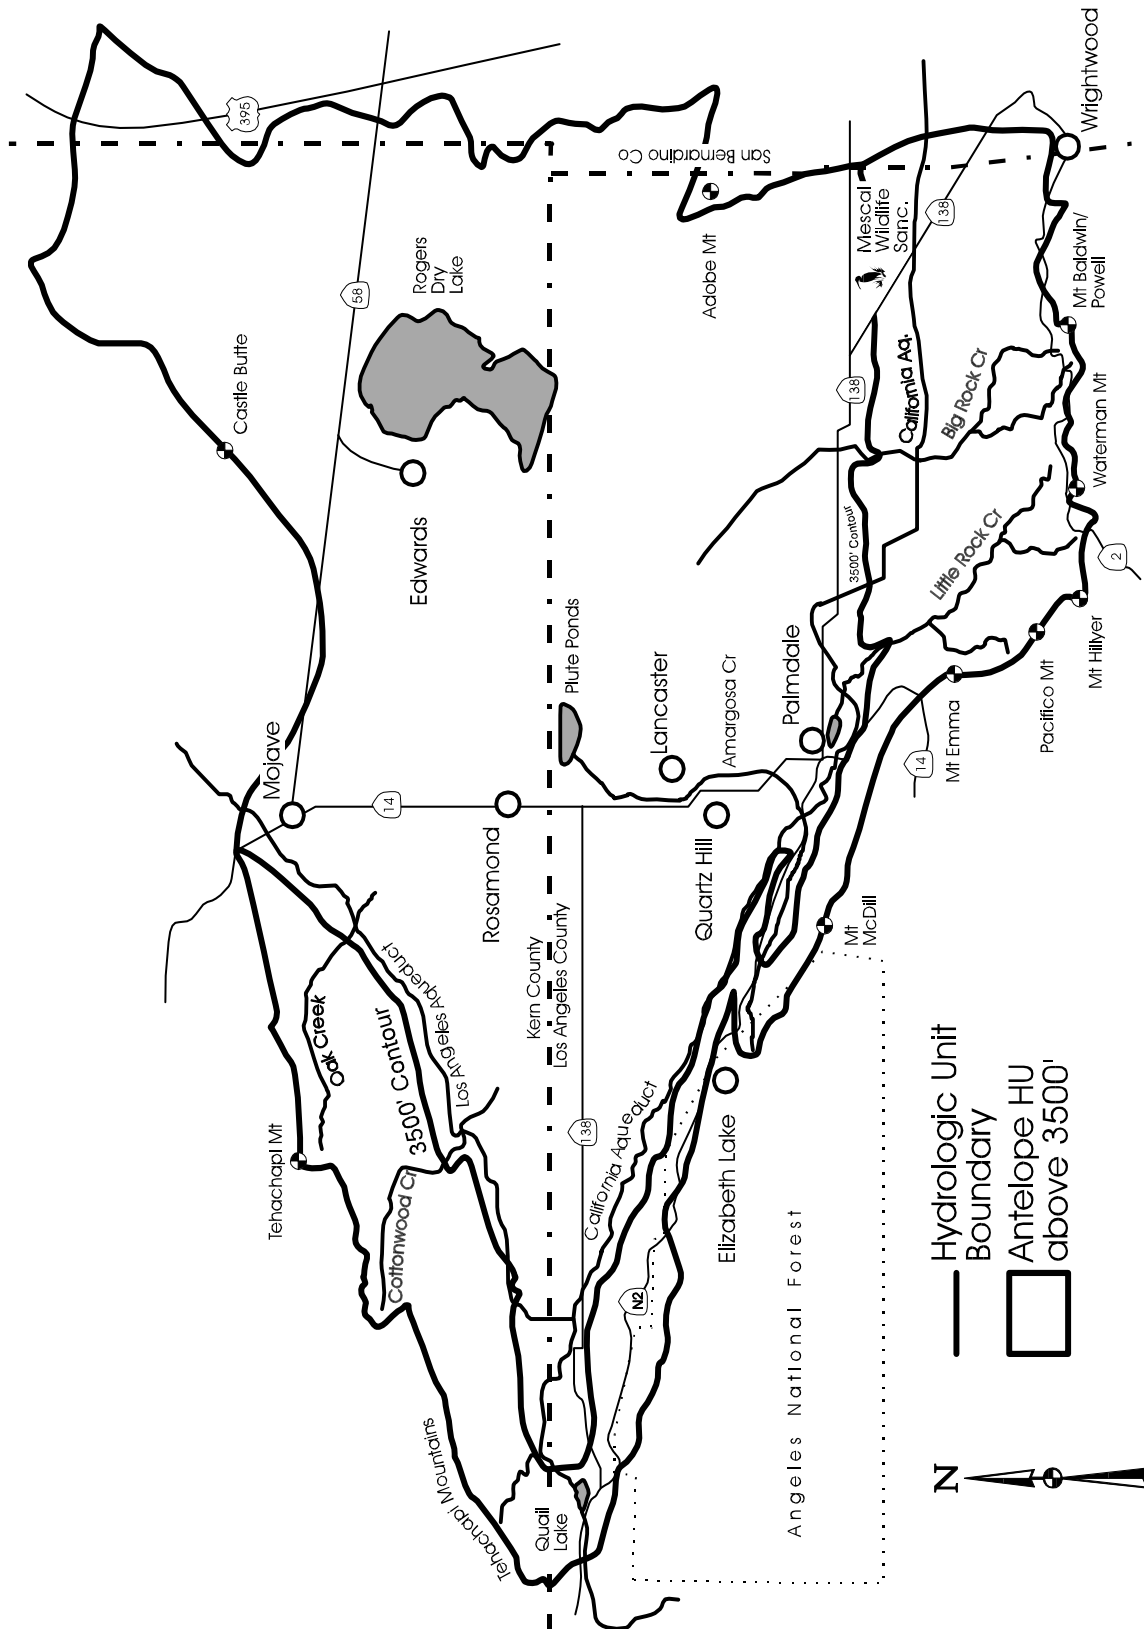 395
San Bernardino Co
Wrightwood
Adobe Mt
Mescal
Wildlife
Sanc.
138
Rogers
Dry
Lake
58
Mt Baldwin/
Powell
Castle Butte
California Aq.
138
Big Rock Cr
Waterman Mt
Edwards
3500' Contour
Little Rock Cr
2
Piute Ponds
Lancaster
Amargosa Cr
Palmdale
Mt Hillyer
Pacifico Mt
Mt Emma
14
Mojave
14
Rosamond
Quartz Hill
Mt
McDill
Kern County
Los Angeles County
Los Angeles Aqueduct
Oak Creek
3500' Contour
Tehachapi Mt
Cottonwood Cr
138
California Aqueduct
Elizabeth Lake
N2
Tehachapi Mountains
Quail
Lake
Angeles National Forest
Hydrologic Unit
Boundary
Antelope HU
above 3500'
N